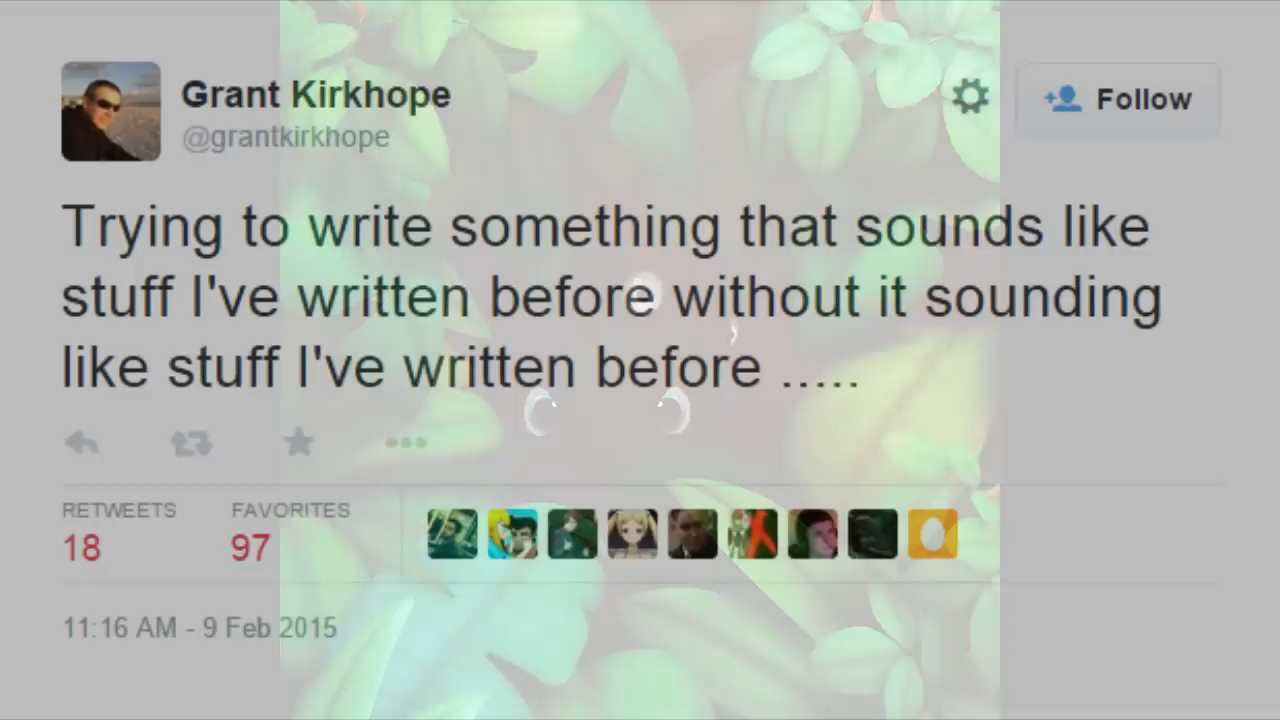 Grant Kirkhope
@grantkirkhope
Follow
Trying to write something that sounds like
stuff I've written before without it sounding
like stuff I've written before .....
RETWEETS FAVORITES
18 97
11:16 AM - 9 Feb 2015